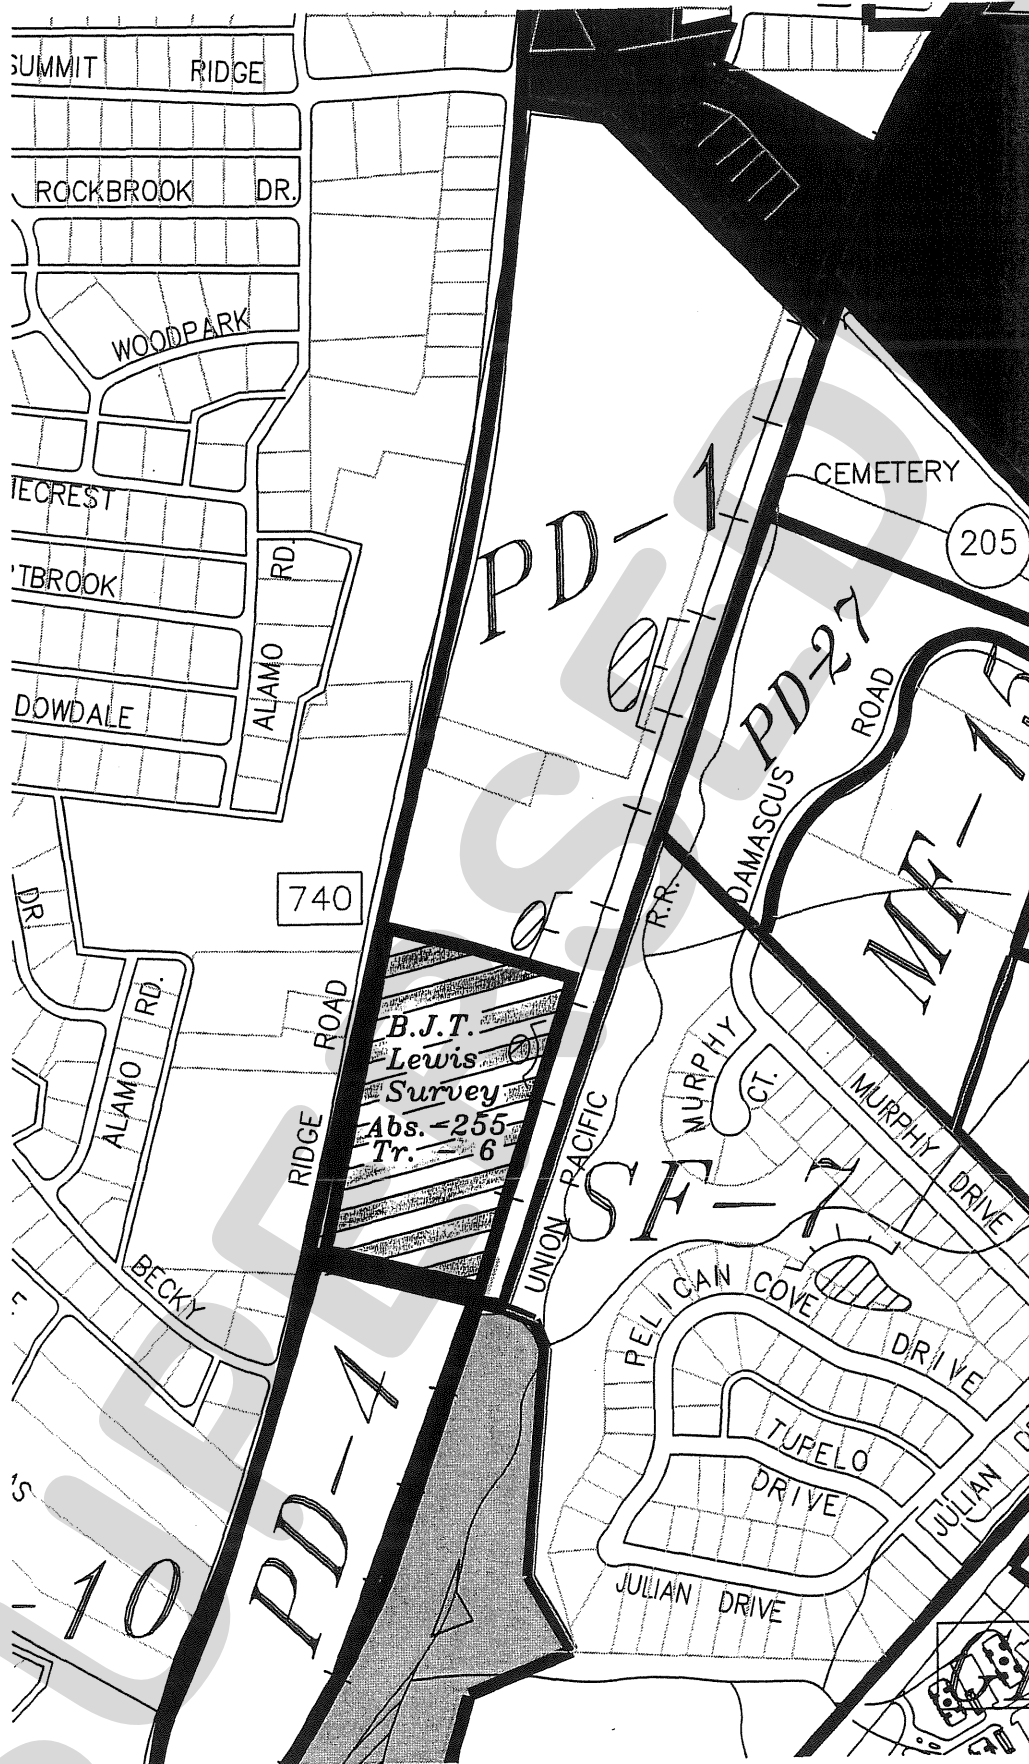 SUMMIT RIDGE
ROCKBROOK DR.
WOODPARK
CEMETERY
205
PD-1
RD.
ALAMO
DOWDALE
PD-27
ROAD
DAMASCUS
MF-1
740
R.R.
DR.
ALAMO RD.
ROAD
RIDGE
B.J.T.
Lewis
Survey
Abs. -255
Tr. - 6
MURPHY CT.
MURPHY DRIVE
UNION PACIFIC
SF-7
BECKY
PELICAN COVE DRIVE
TUPELO
DRIVE
JULIAN
JULIAN DRIVE
PD-4
-10